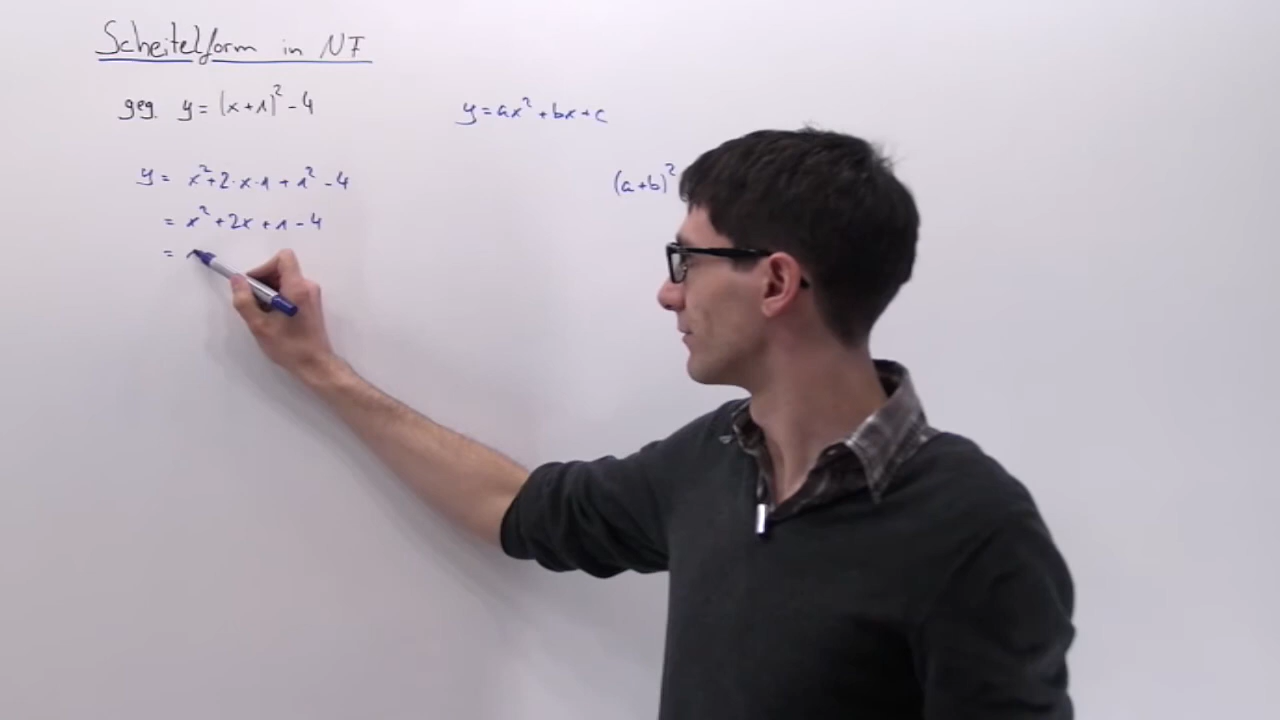 Scheitelform in NF
geg. y = (x+1)² - 4
y = ax² + bx + c
y = x² + 2·x·1 + 1² - 4
(a+b)²
= x² + 2x + 1 - 4
=